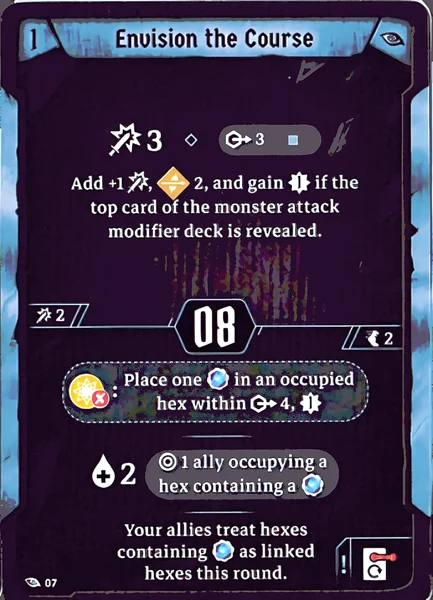 1 Envision the Course
3 3
Add +1 , 2, and gain if the
top card of the monster attack
modifier deck is revealed.
2 08 2
: Place one in an occupied
hex within 4,
2 1 ally occupying a
hex containing a
Your allies treat hexes
containing as linked
hexes this round.
07 !